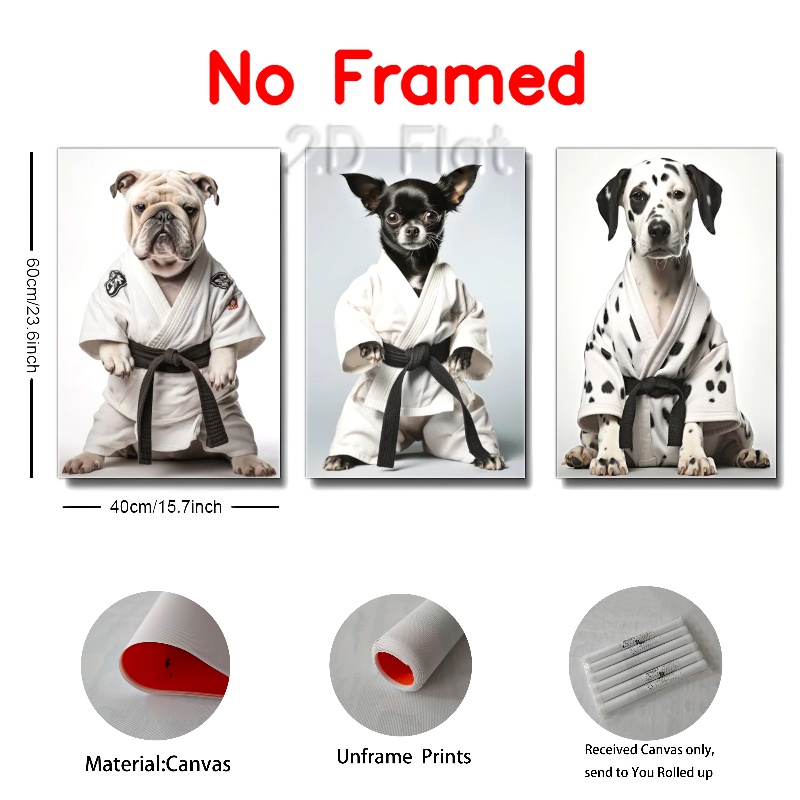 No Framed
2.D Flat.
60cm/23.6inch
40cm/15.7inch
Material:Canvas
Unframe Prints
Received Canvas only,
send to You Rolled up